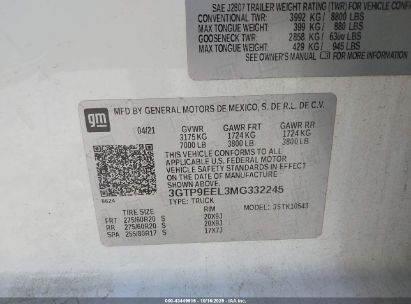 SAE J2807 TRAILER WEIGHT RATING (TWR) FOR VEHICLE
CONVENTIONAL TWR 3992 KG / 8800 LBS
MAX TONGUE WEIGHT 399 KG / 880 LBS
GOOSENECK TWR 2858 KG / 6300 LBS
MAX TONGUE WEIGHT 429 KG / 945 LBS
SEE OWNER'S MANUAL FOR MORE INFORMATION
gm
MFD BY GENERAL MOTORS DE MEXICO, S. DE R.L. DE C.V.
04/21 GVWR GAWR FRT GAWR RR
3175 KG 1724 KG 1724 KG
7000 LB 3800 LB 3800 LB
THIS VEHICLE CONFORMS TO ALL APPLICABLE
U.S. FEDERAL MOTOR VEHICLE
SAFETY STANDARDS IN EFFECT
ON THE DATE OF MANUFACTURE SHOWN ABOVE.
3GTP9EEL3MG332245
6624 TYPE: TRUCK MODEL:
TIRE SIZE RIM
FRT 275/60R20 S 20X9J
RR 275/60R20 S 20X9J
SPA 255/80R17 S 17X7J